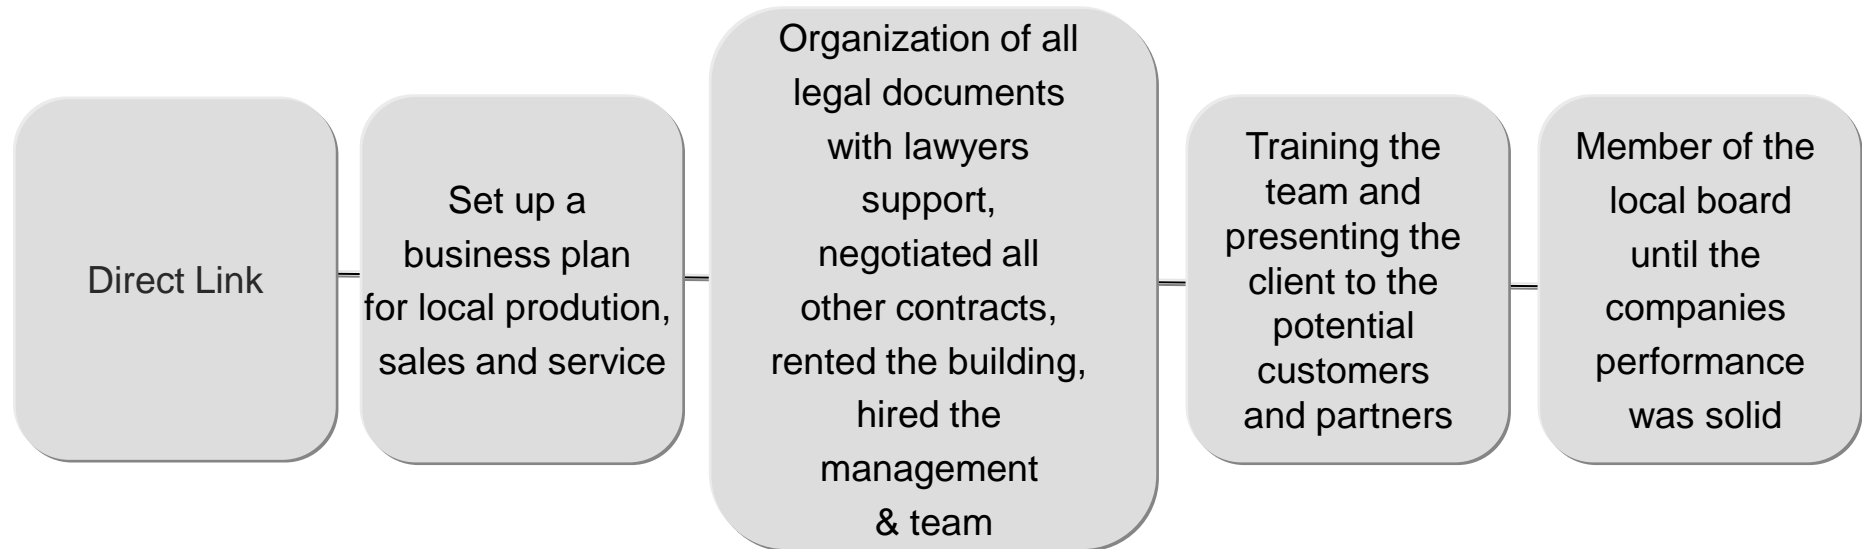 Direct Link
Set up a
business plan
for local prodution,
sales and service
Organization of all
legal documents
with lawyers
support,
negotiated all
other contracts,
rented the building,
hired the
management
& team
Training the
team and
presenting the
client to the
potential
customers
and partners
Member of the
local board
until the
companies
performance
was solid